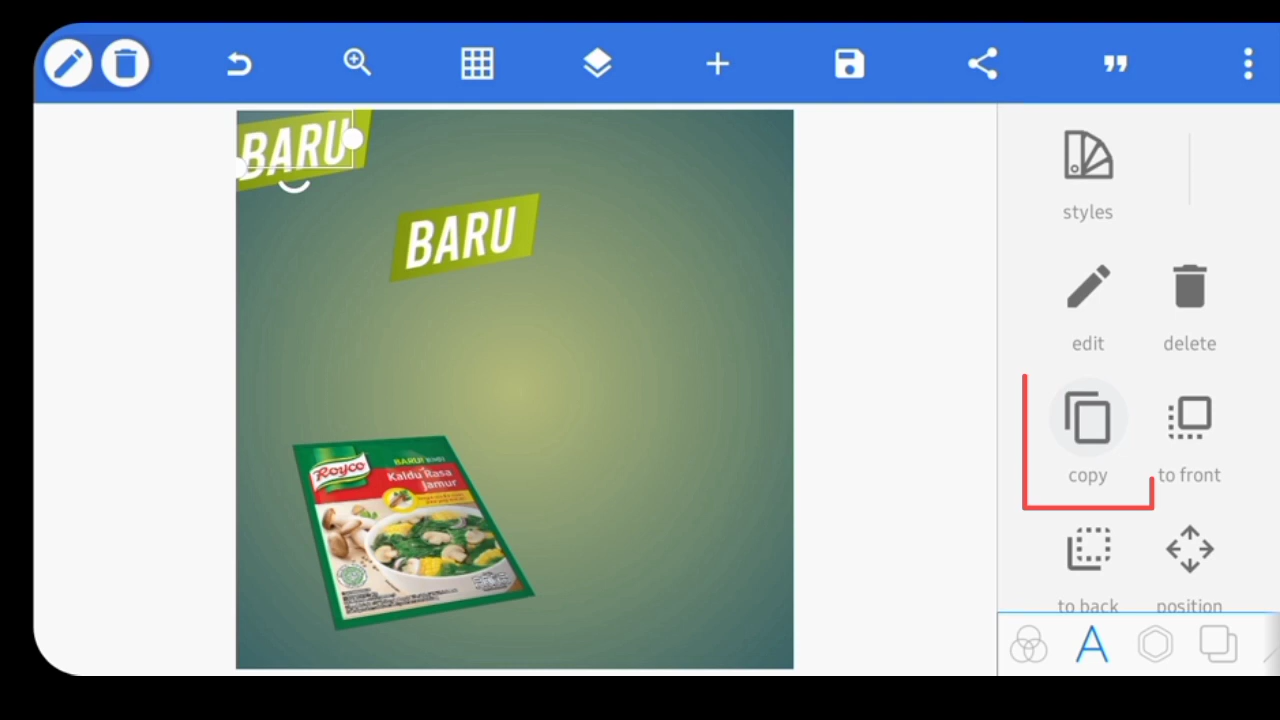 BARU
BARU
Royco
BARU!
Kaldu Rasa
Jamur
styles
edit
delete
copy
to front
to back
position